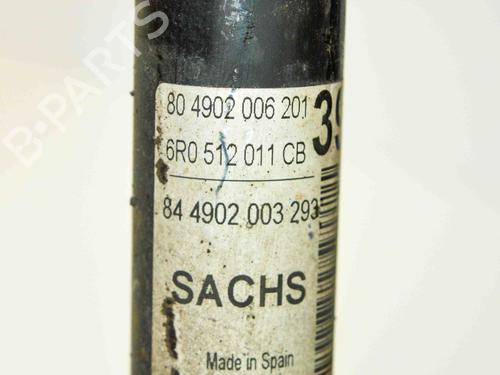 80 4902 006 201
6R0 512 011 CB
84 4902 003 293
SACHS
Made in Spain
B-PARTS